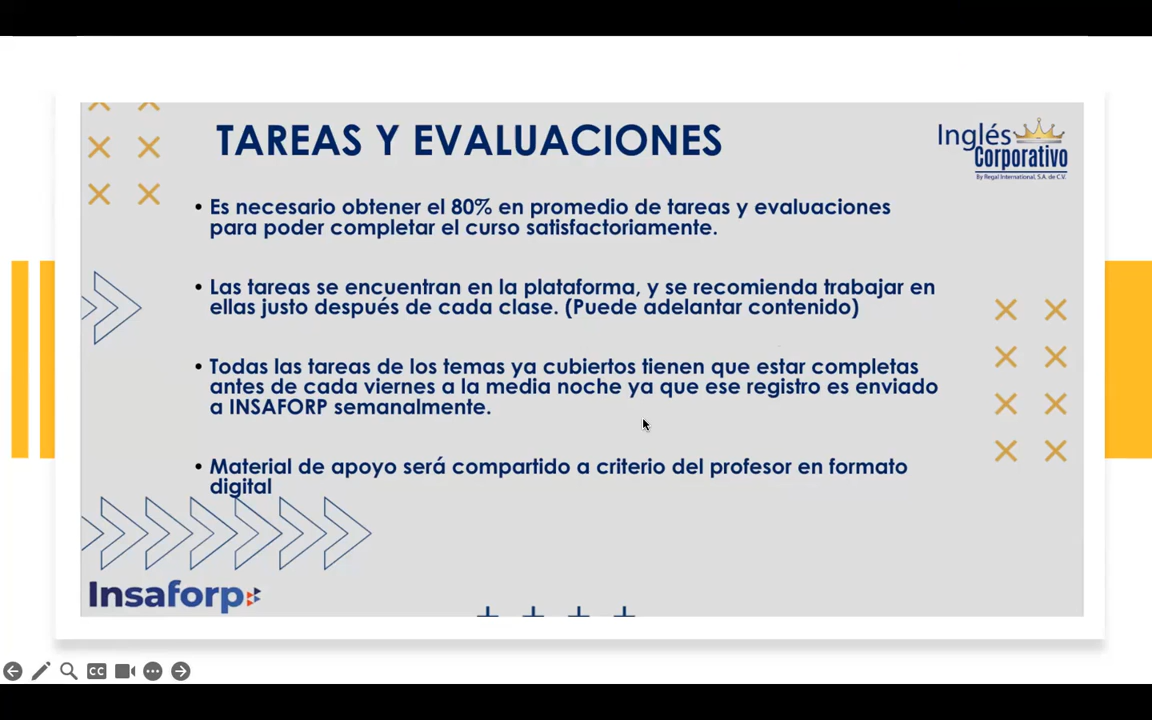 TAREAS Y EVALUACIONES
Inglés
Corporativo
By Regal International, S.A. de C.V.
• Es necesario obtener el 80% en promedio de tareas y evaluaciones
para poder completar el curso satisfactoriamente.
• Las tareas se encuentran en la plataforma, y se recomienda trabajar en
ellas justo después de cada clase. (Puede adelantar contenido)
• Todas las tareas de los temas ya cubiertos tienen que estar completas
antes de cada viernes a la media noche ya que ese registro es enviado
a INSAFORP semanalmente.
• Material de apoyo será compartido a criterio del profesor en formato
digital
Insaforp
CC